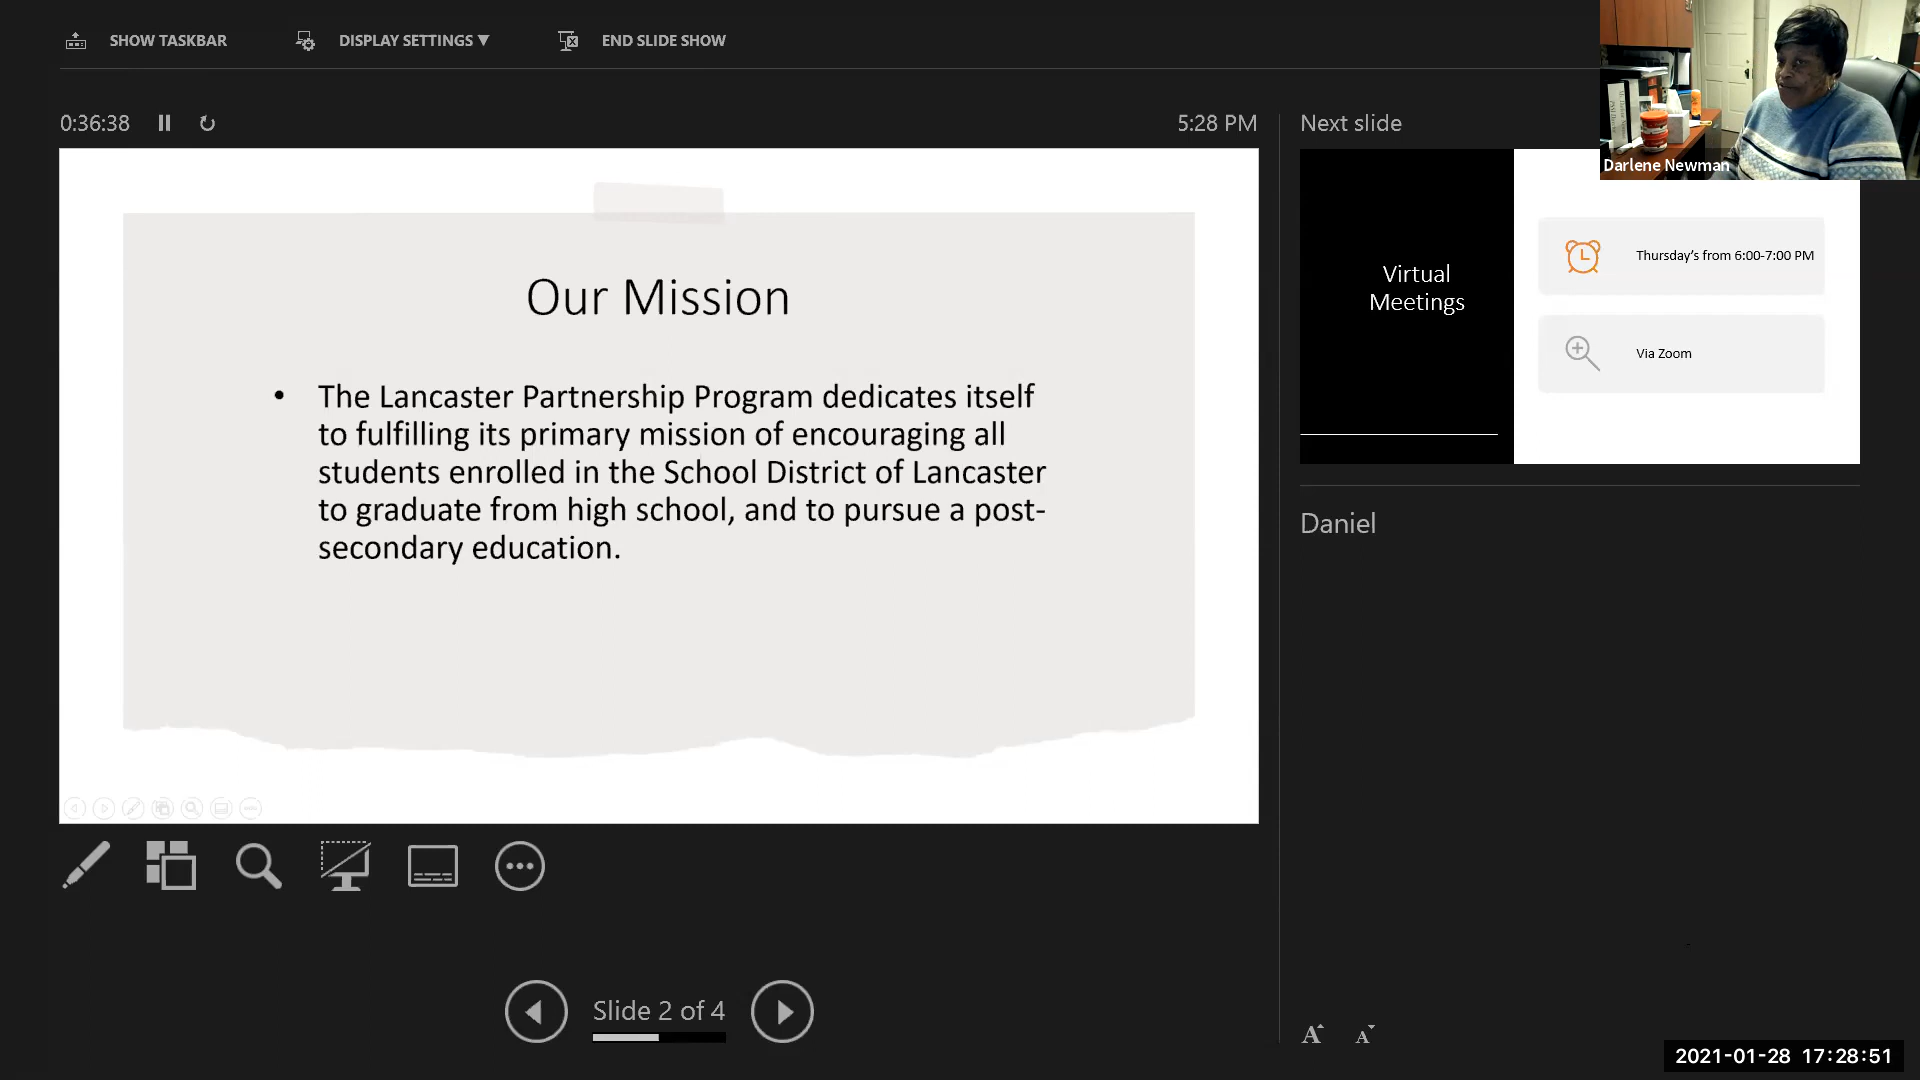 SHOW TASKBAR
DISPLAY SETTINGS ▼
END SLIDE SHOW
0:36:38
5:28 PM
Next slide
Darlene Newman
Our Mission
• The Lancaster Partnership Program dedicates itself
to fulfilling its primary mission of encouraging all
students enrolled in the School District of Lancaster
to graduate from high school, and to pursue a post-
secondary education.
Virtual
Meetings
Thursday's from 6:00-7:00 PM
Via Zoom
Daniel
Slide 2 of 4
A A
2021-01-28 17:28:51